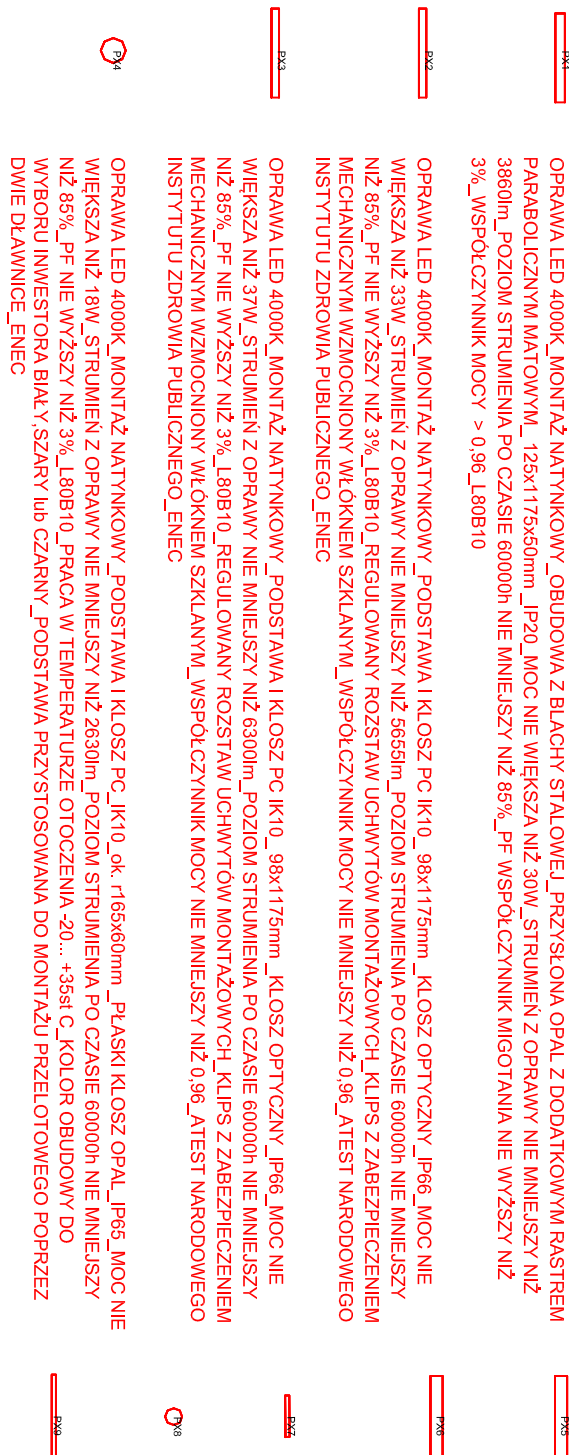 PX1
OPRAWA LED 4000K_MONTAŻ NATYNKOWY_OBUDOWA Z BLACHY STALOWEJ_PRZYSŁONA OPAL Z DODATKOWYM RASTREM
PARABOLICZNYM MATOWYM_ 125x1175x50mm _IP20_MOC NIE WIĘKSZA NIŻ 30W_STRUMIEŃ Z OPRAWY NIE MNIEJSZY NIŻ
3860lm_POZIOM STRUMIENIA PO CZASIE 60000h NIE MNIEJSZY NIŻ 85%_PF WSPÓŁCZYNNIK MIGOTANIA NIE WYŻSZY NIŻ
3%_WSPÓŁCZYNNIK MOCY > 0,96_L80B10
PX2
OPRAWA LED 4000K_MONTAŻ NATYNKOWY_PODSTAWA I KLOSZ PC IK10_ 98x1175mm _KLOSZ OPTYCZNY_IP66_MOC NIE
WIĘKSZA NIŻ 33W_STRUMIEŃ Z OPRAWY NIE MNIEJSZY NIŻ 5655lm_POZIOM STRUMIENIA PO CZASIE 60000h NIE MNIEJSZY
NIŻ 85%_PF NIE WYŻSZY NIŻ 3%_L80B10_REGULOWANY ROZSTAW UCHWYTÓW MONTAŻOWYCH_KLIPS Z ZABEZPIECZENIEM
MECHANICZNYM WZMOCNIONY WŁÓKNEM SZKLANYM_WSPÓŁCZYNNIK MOCY NIE MNIEJSZY NIŻ 0,96_ATEST NARODOWEGO
INSTYTUTU ZDROWIA PUBLICZNEGO_ENEC
PX3
OPRAWA LED 4000K_MONTAŻ NATYNKOWY_PODSTAWA I KLOSZ PC IK10_ 98x1175mm _KLOSZ OPTYCZNY_IP66_MOC NIE
WIĘKSZA NIŻ 37W_STRUMIEŃ Z OPRAWY NIE MNIEJSZY NIŻ 6300lm_POZIOM STRUMIENIA PO CZASIE 60000h NIE MNIEJSZY
NIŻ 85%_PF NIE WYŻSZY NIŻ 3%_L80B10_REGULOWANY ROZSTAW UCHWYTÓW MONTAŻOWYCH_KLIPS Z ZABEZPIECZENIEM
MECHANICZNYM WZMOCNIONY WŁÓKNEM SZKLANYM_WSPÓŁCZYNNIK MOCY NIE MNIEJSZY NIŻ 0,96_ATEST NARODOWEGO
INSTYTUTU ZDROWIA PUBLICZNEGO_ENEC
PX4
OPRAWA LED 4000K_MONTAŻ NATYNKOWY_PODSTAWA I KLOSZ PC_IK10_ok. r165x60mm _PŁASKI KLOSZ OPAL_IP65_MOC NIE
WIĘKSZA NIŻ 18W_STRUMIEŃ Z OPRAWY NIE MNIEJSZY NIŻ 2630lm_POZIOM STRUMIENIA PO CZASIE 60000h NIE MNIEJSZY
NIŻ 85%_PF NIE WYŻSZY NIŻ 3%_L80B10_PRACA W TEMPERATURZE OTOCZENIA -20... +35st C_KOLOR OBUDOWY DO
WYBORU INWESTORA BIAŁY,SZARY lub CZARNY_PODSTAWA PRZYSTOSOWANA DO MONTAŻU PRZELOTOWEGO POPRZEZ
DWIE DŁAWNICE_ENEC
PX5
PX6
PX7
PX8
PX9